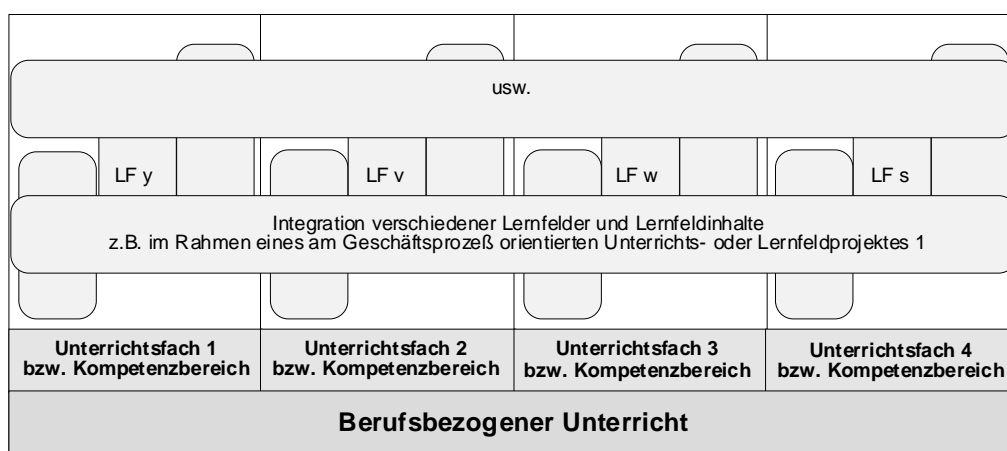 usw.
LF y
LF v
LF w
LF s
Integration verschiedener Lernfelder und Lernfeldinhalte
z.B. im Rahmen eines am Geschäftsprozeß orientierten Unterrichts- oder Lernfeldprojektes 1
Unterrichtsfach 1
bzw. Kompetenzbereich
Unterrichtsfach 2
bzw. Kompetenzbereich
Unterrichtsfach 3
bzw. Kompetenzbereich
Unterrichtsfach 4
bzw. Kompetenzbereich
Berufsbezogener Unterricht